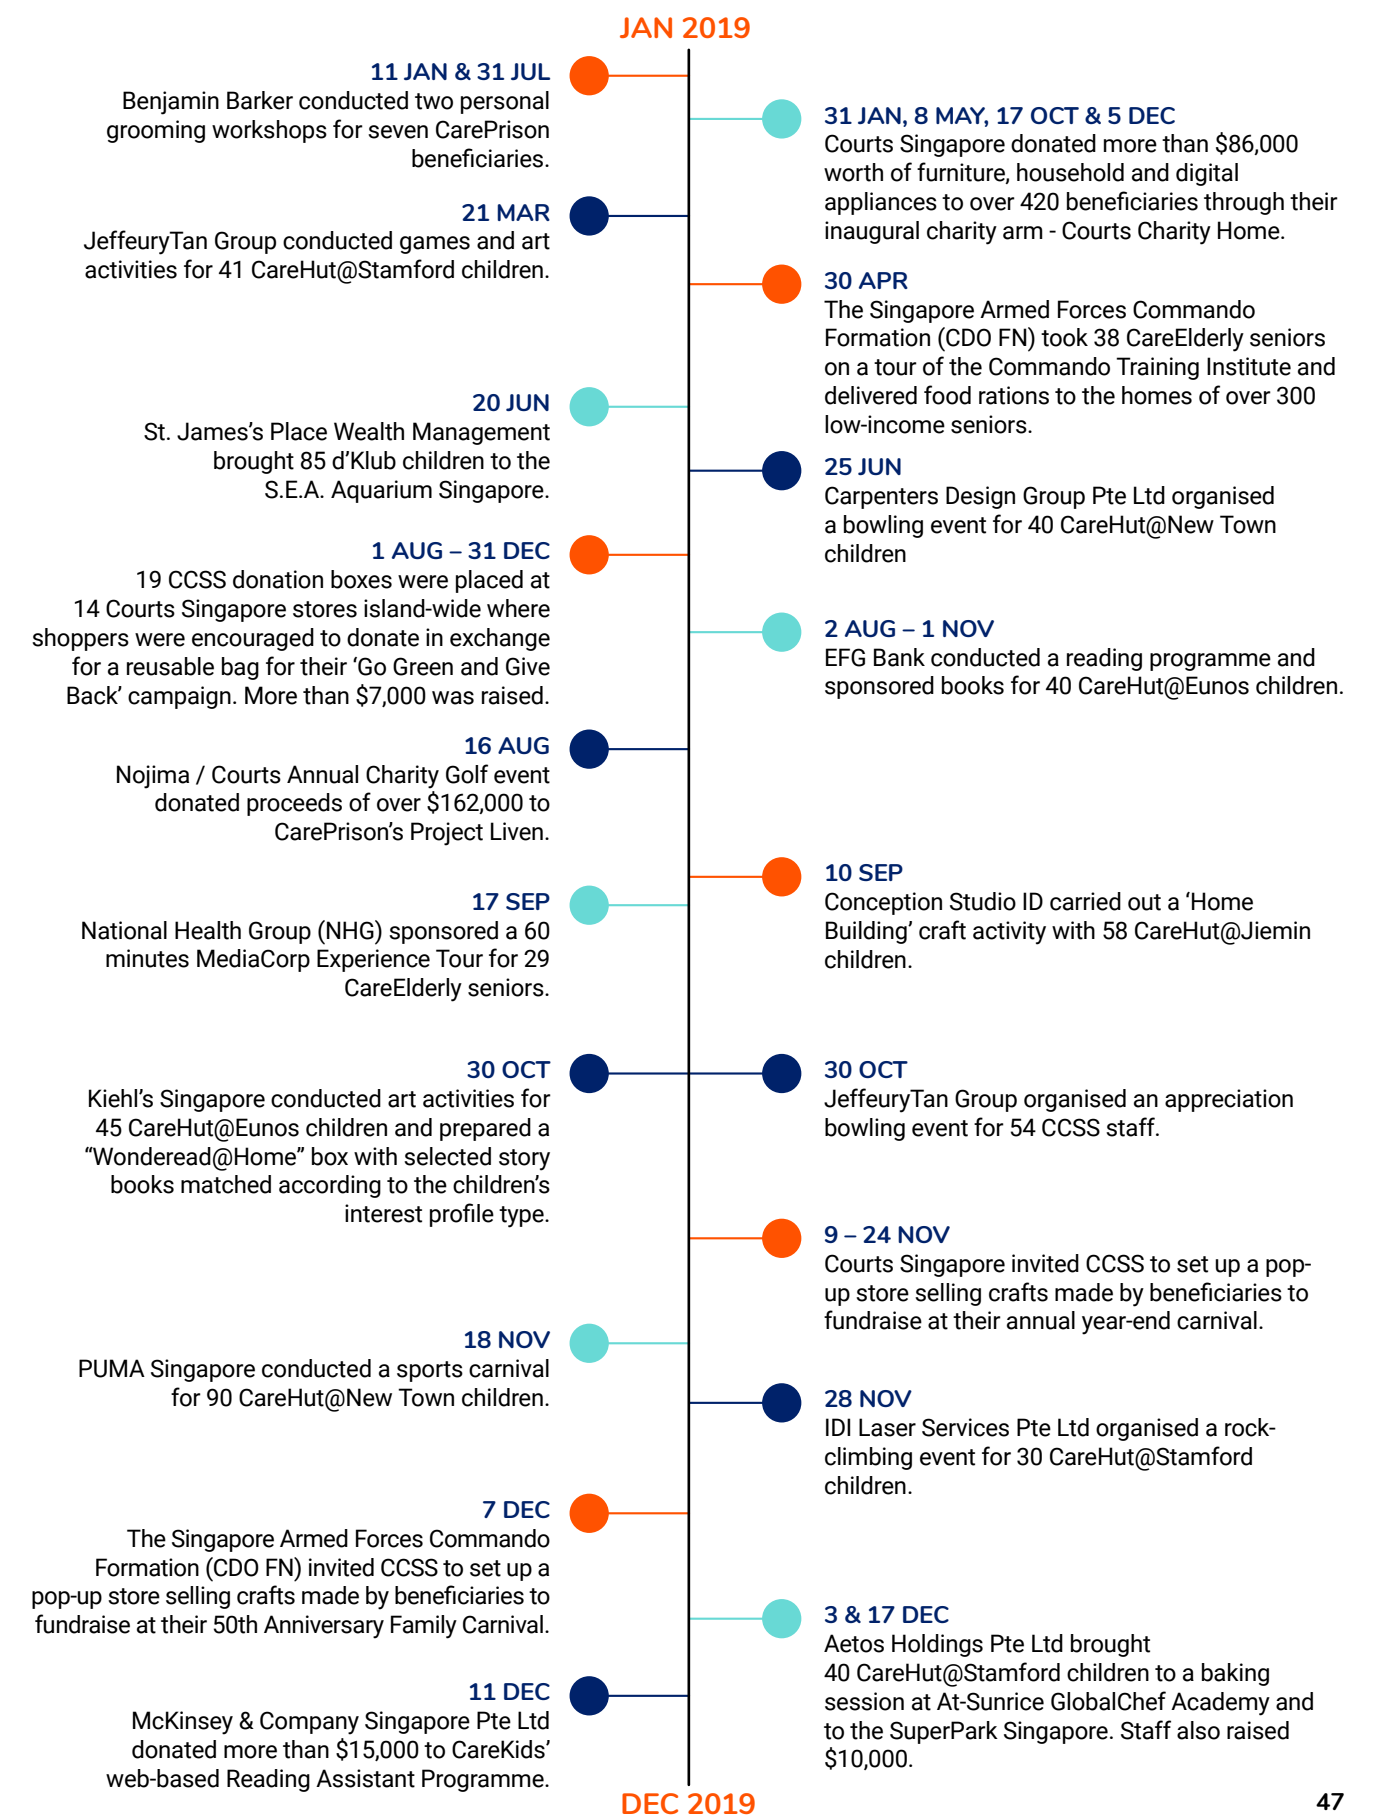 JAN 2019
11 JAN & 31 JUL
Benjamin Barker conducted two personal
grooming workshops for seven CarePrison
beneficiaries.
31 JAN, 8 MAY, 17 OCT & 5 DEC
Courts Singapore donated more than $86,000
worth of furniture, household and digital
appliances to over 420 beneficiaries through their
inaugural charity arm - Courts Charity Home.
21 MAR
JeffeuryTan Group conducted games and art
activities for 41 CareHut@Stamford children.
30 APR
The Singapore Armed Forces Commando
Formation (CDO FN) took 38 CareElderly seniors
on a tour of the Commando Training Institute and
delivered food rations to the homes of over 300
low-income seniors.
20 JUN
St. James’s Place Wealth Management
brought 85 d’Klub children to the
S.E.A. Aquarium Singapore.
25 JUN
Carpenters Design Group Pte Ltd organised
a bowling event for 40 CareHut@New Town
children
1 AUG – 31 DEC
19 CCSS donation boxes were placed at
14 Courts Singapore stores island-wide where
shoppers were encouraged to donate in exchange
for a reusable bag for their ‘Go Green and Give
Back’ campaign. More than $7,000 was raised.
2 AUG – 1 NOV
EFG Bank conducted a reading programme and
sponsored books for 40 CareHut@Eunos children.
16 AUG
Nojima / Courts Annual Charity Golf event
donated proceeds of over $162,000 to
CarePrison’s Project Liven.
10 SEP
Conception Studio ID carried out a ‘Home
Building’ craft activity with 58 CareHut@Jiemin
children.
17 SEP
National Health Group (NHG) sponsored a 60
minutes MediaCorp Experience Tour for 29
CareElderly seniors.
30 OCT
Kiehl’s Singapore conducted art activities for
45 CareHut@Eunos children and prepared a
“Wonderead@Home” box with selected story
books matched according to the children’s
interest profile type.
30 OCT
JeffeuryTan Group organised an appreciation
bowling event for 54 CCSS staff.
9 – 24 NOV
Courts Singapore invited CCSS to set up a pop-
up store selling crafts made by beneficiaries to
fundraise at their annual year-end carnival.
18 NOV
PUMA Singapore conducted a sports carnival
for 90 CareHut@New Town children.
28 NOV
IDI Laser Services Pte Ltd organised a rock-
climbing event for 30 CareHut@Stamford
children.
7 DEC
The Singapore Armed Forces Commando
Formation (CDO FN) invited CCSS to set up a
pop-up store selling crafts made by beneficiaries to
fundraise at their 50th Anniversary Family Carnival.
3 & 17 DEC
Aetos Holdings Pte Ltd brought
40 CareHut@Stamford children to a baking
session at At-Sunrice GlobalChef Academy and
to the SuperPark Singapore. Staff also raised
$10,000.
11 DEC
McKinsey & Company Singapore Pte Ltd
donated more than $15,000 to CareKids’
web-based Reading Assistant Programme.
DEC 2019
47